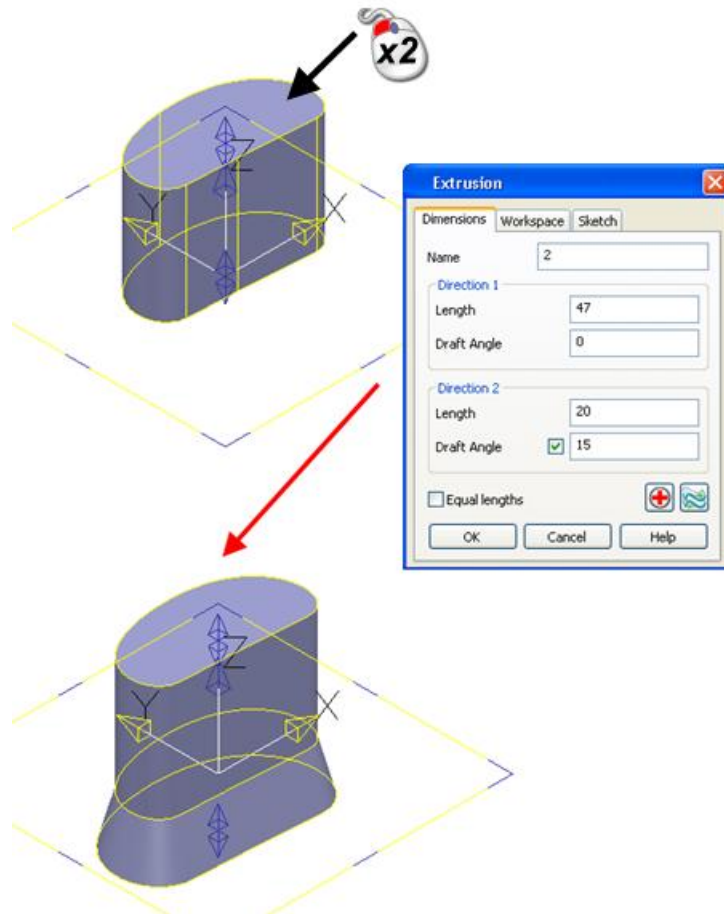 x2
Z
Y
X
Extrusion
Dimensions Workspace Sketch
Name 2
Direction 1
Length 47
Draft Angle 0
Direction 2
Length 20
Draft Angle 15
Equal lengths
OK Cancel Help
Z
Y
X